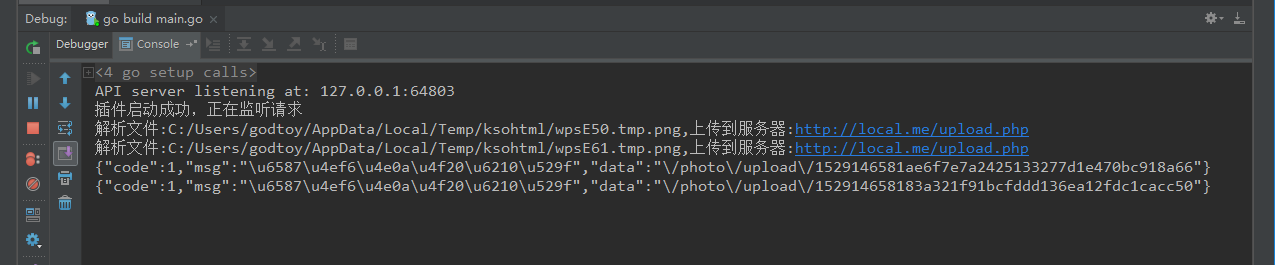 Debug: go build main.go
Debugger Console
<4 go setup calls>
API server listening at: 127.0.0.1:64803
插件启动成功，正在监听请求
解析文件:C:/Users/godtoy/AppData/Local/Temp/ksohtml/wpsE50.tmp.png,上传到服务器:http://local.me/upload.php
解析文件:C:/Users/godtoy/AppData/Local/Temp/ksohtml/wpsE61.tmp.png,上传到服务器:http://local.me/upload.php
{"code":1,"msg":"\u6587\u4ef6\u4e0a\u4f20\u6210\u529f","data":"\/photo\/upload\/1529146581ae6f7e7a2425133277d1e470bc918a66"}
{"code":1,"msg":"\u6587\u4ef6\u4e0a\u4f20\u6210\u529f","data":"\/photo\/upload\/152914658183a321f91bcfddd136ea12fdc1cacc50"}